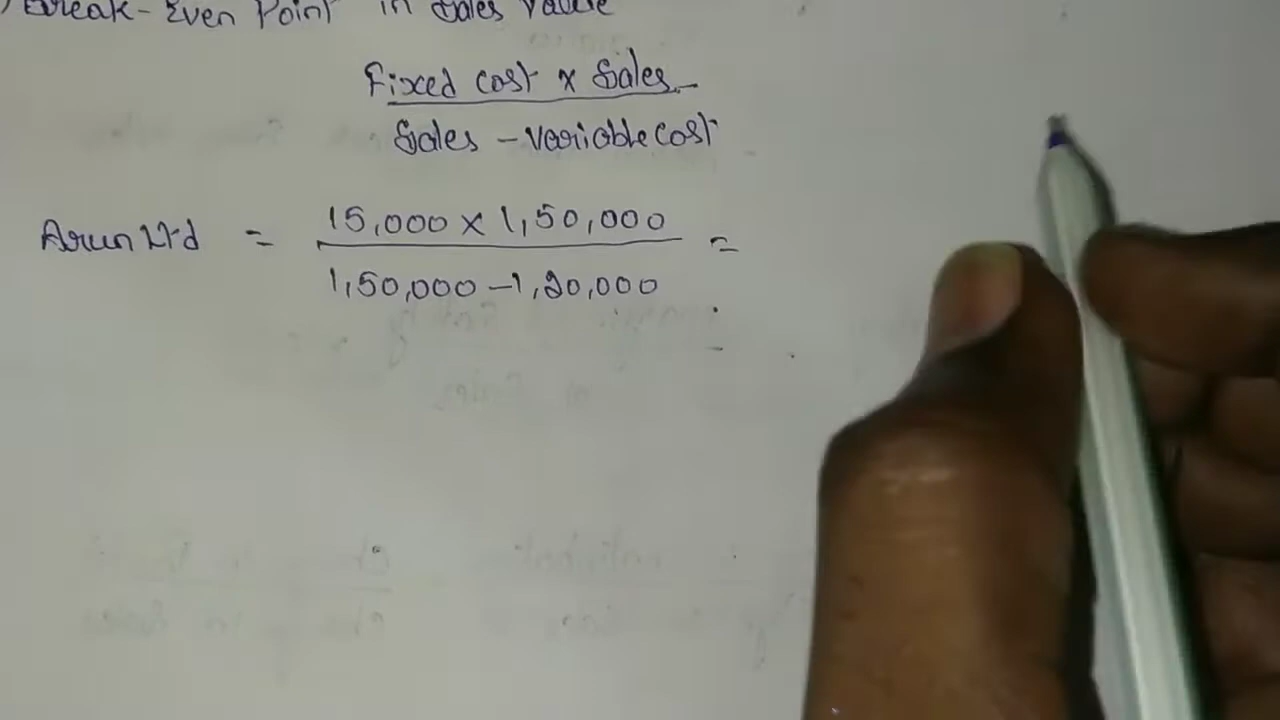 Break-Even Point in Sales Value
Fixed cost x Sales
Sales - Variable cost
Arun Ltd = 15,000 x 1,50,000 =
1,50,000 - 1,20,000